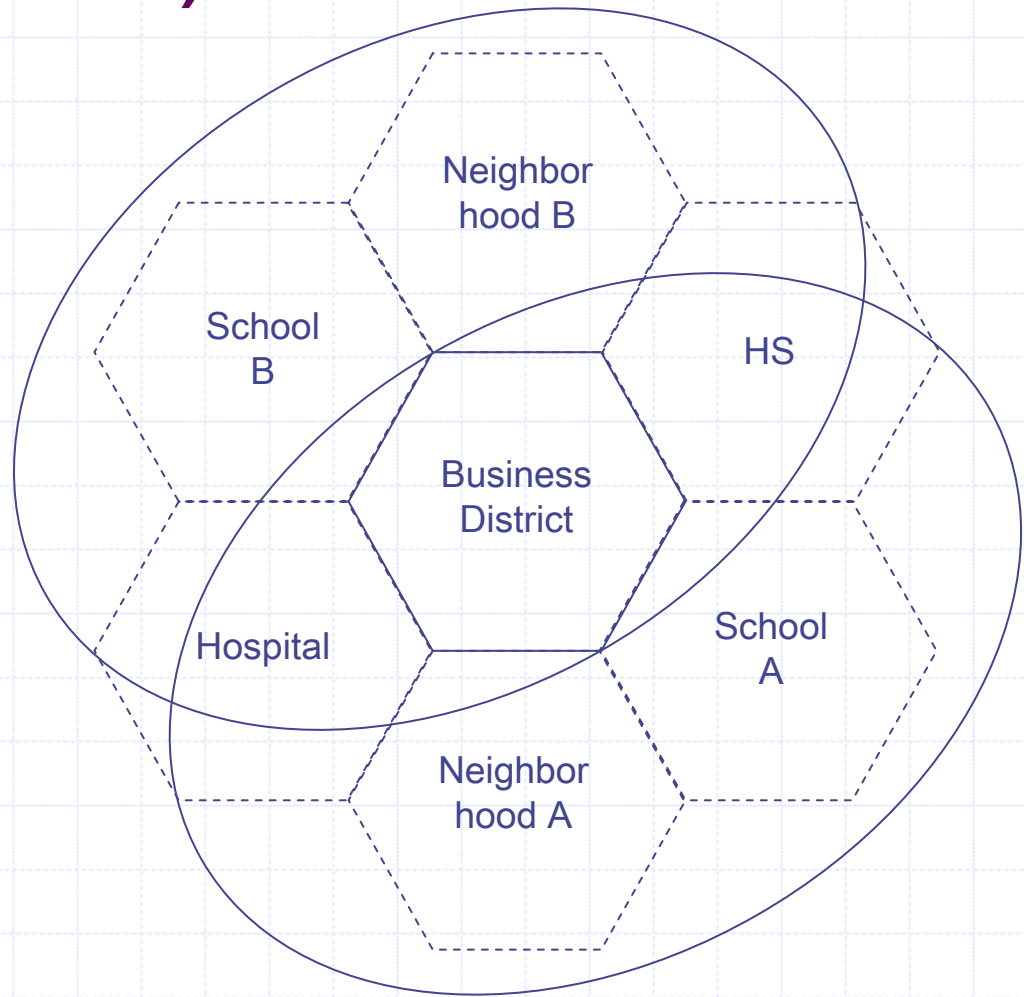 Neighbor
hood B
School
B
HS
Business
District
Hospital
School
A
Neighbor
hood A